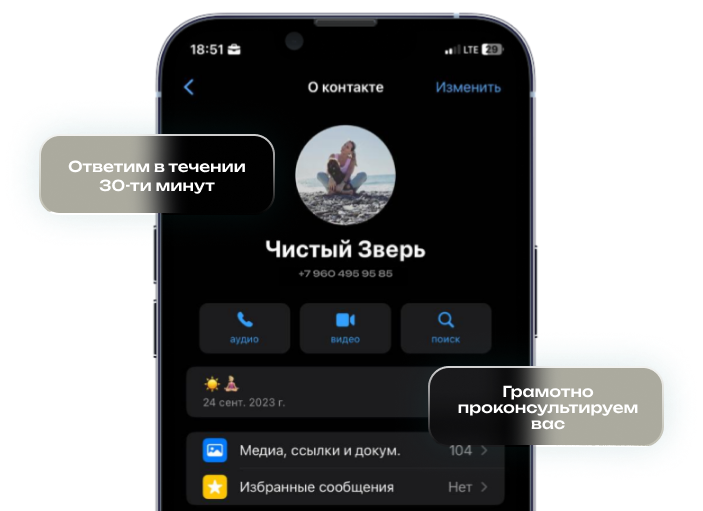 18:51
LTE 29
О контакте
Изменить
Ответим в течении
30-ти минут
Чистый Зверь
+7 960 495 95 85
аудио
видео
поиск
24 сент. 2023 г.
Грамотно
проконсультируем
вас
Медиа, ссылки и докум.
104
Избранные сообщения
Нет